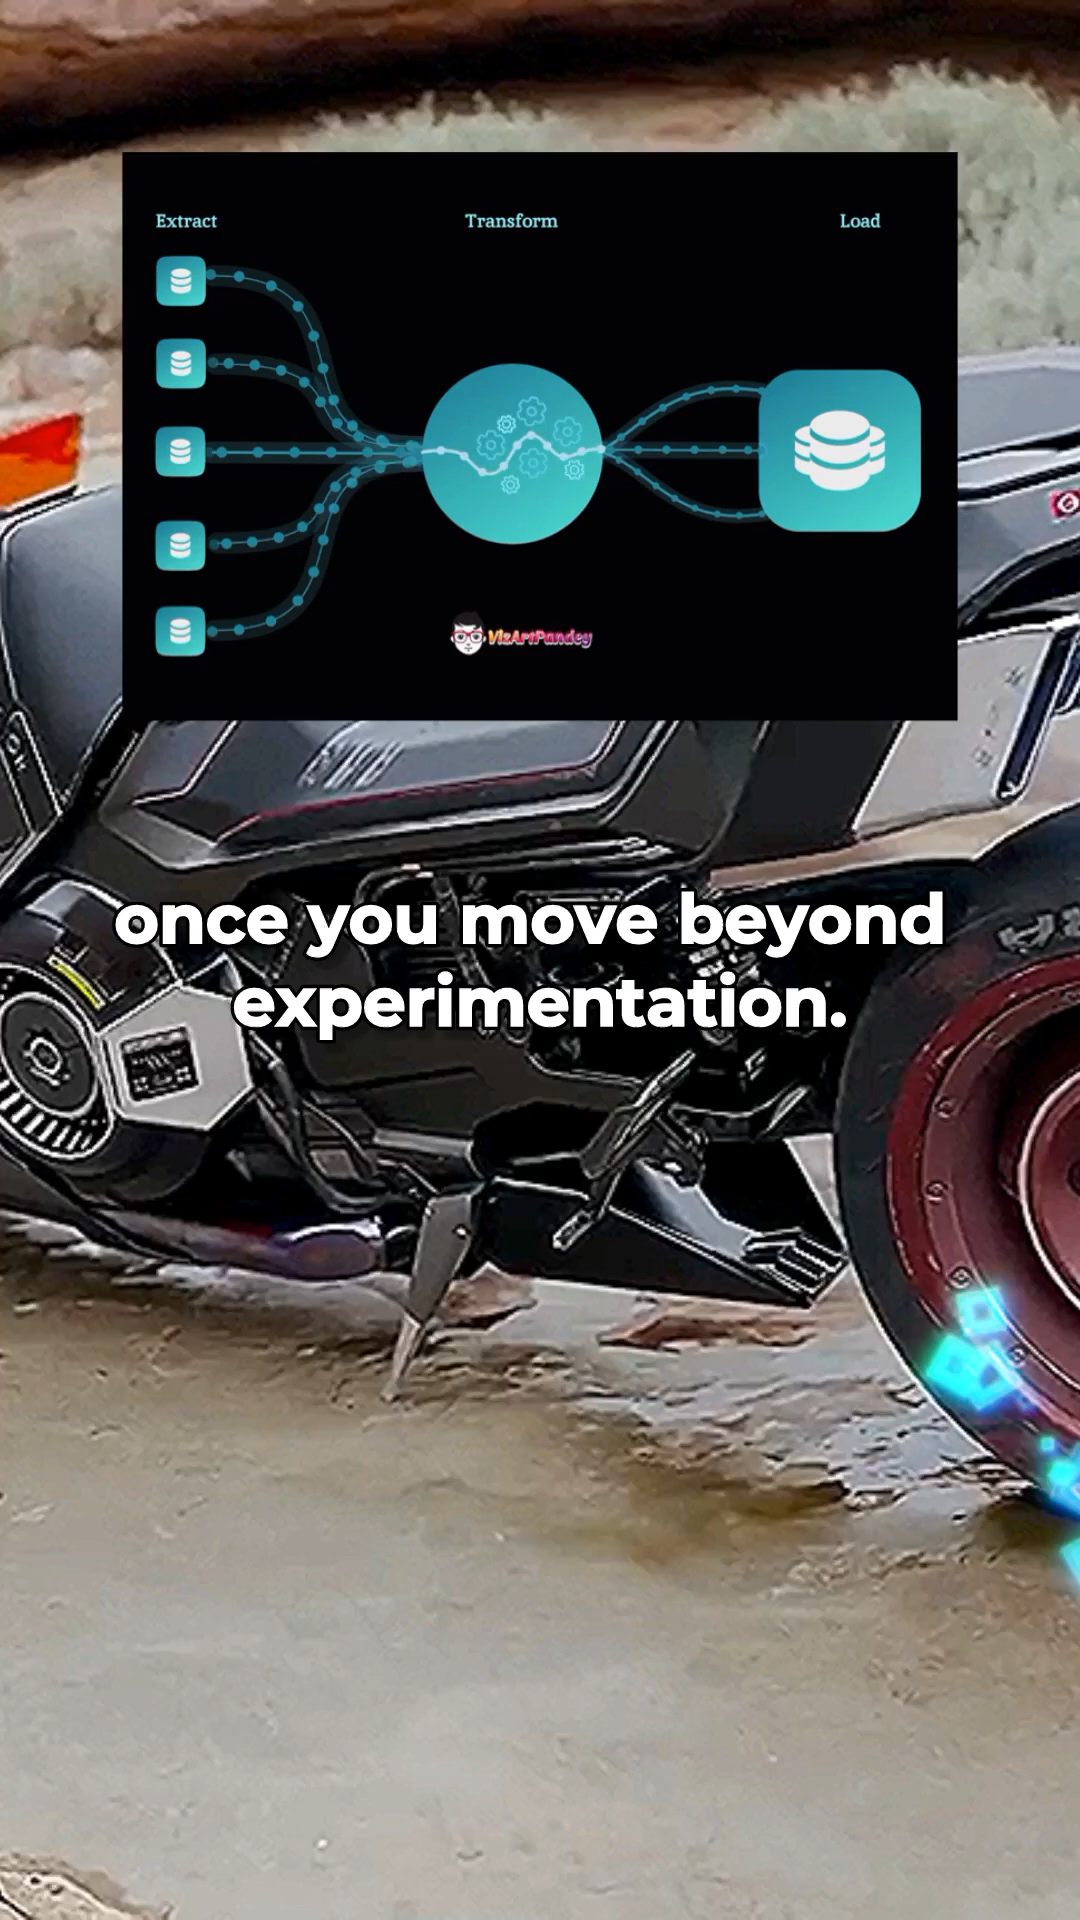 Extract
Transform
Load
VizArtPandey
once you move beyond
experimentation.